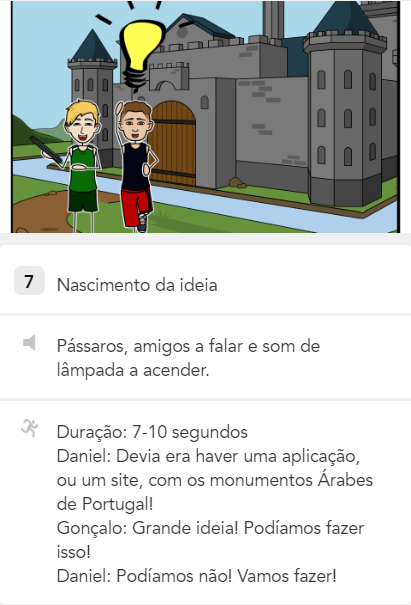 7 Nascimento da ideia
Pássaros, amigos a falar e som de
lâmpada a acender.
Duração: 7-10 segundos
Daniel: Devia era haver uma aplicação,
ou um site, com os monumentos Árabes
de Portugal!
Gonçalo: Grande ideia! Podíamos fazer
isso!
Daniel: Podíamos não! Vamos fazer!